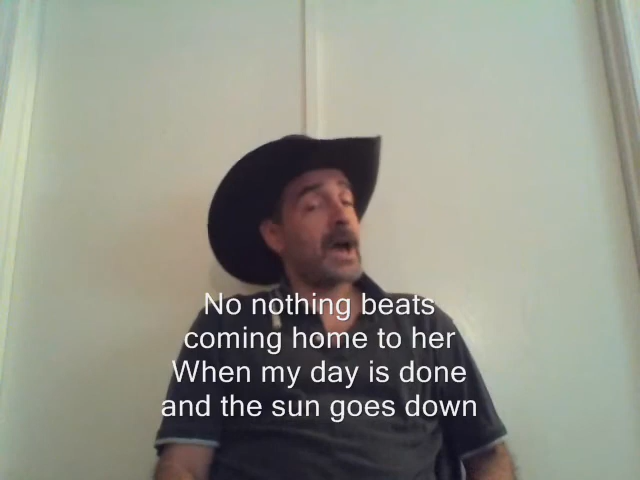 No nothing beats
coming home to her
When my day is done
and the sun goes down